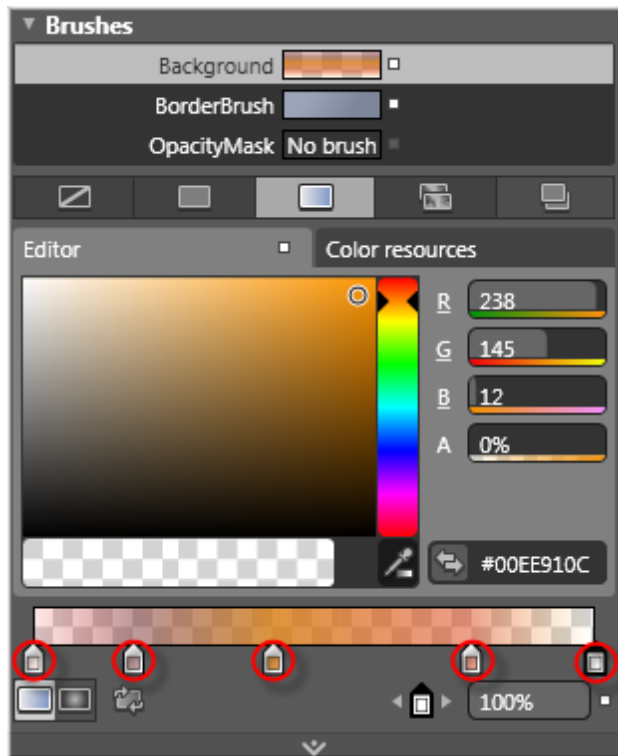 Brushes
Background
BorderBrush
OpacityMask No brush
Editor Color resources
R 238
G 145
B 12
A 0%
#00EE910C
100%